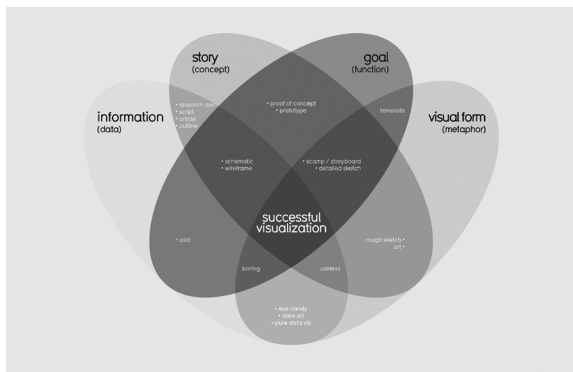 story
(concept)
goal
(function)
information
(data)
visual form
(metaphor)
• research doc
• script
• article
• outline
• proof of concept
• prototype
template
• schematic
• wireframe
• scamp / storyboard
• detailed sketch
successful
visualization
• plot
rough sketch •
art •
boring
useless
• eye candy
• data art
• pure data viz